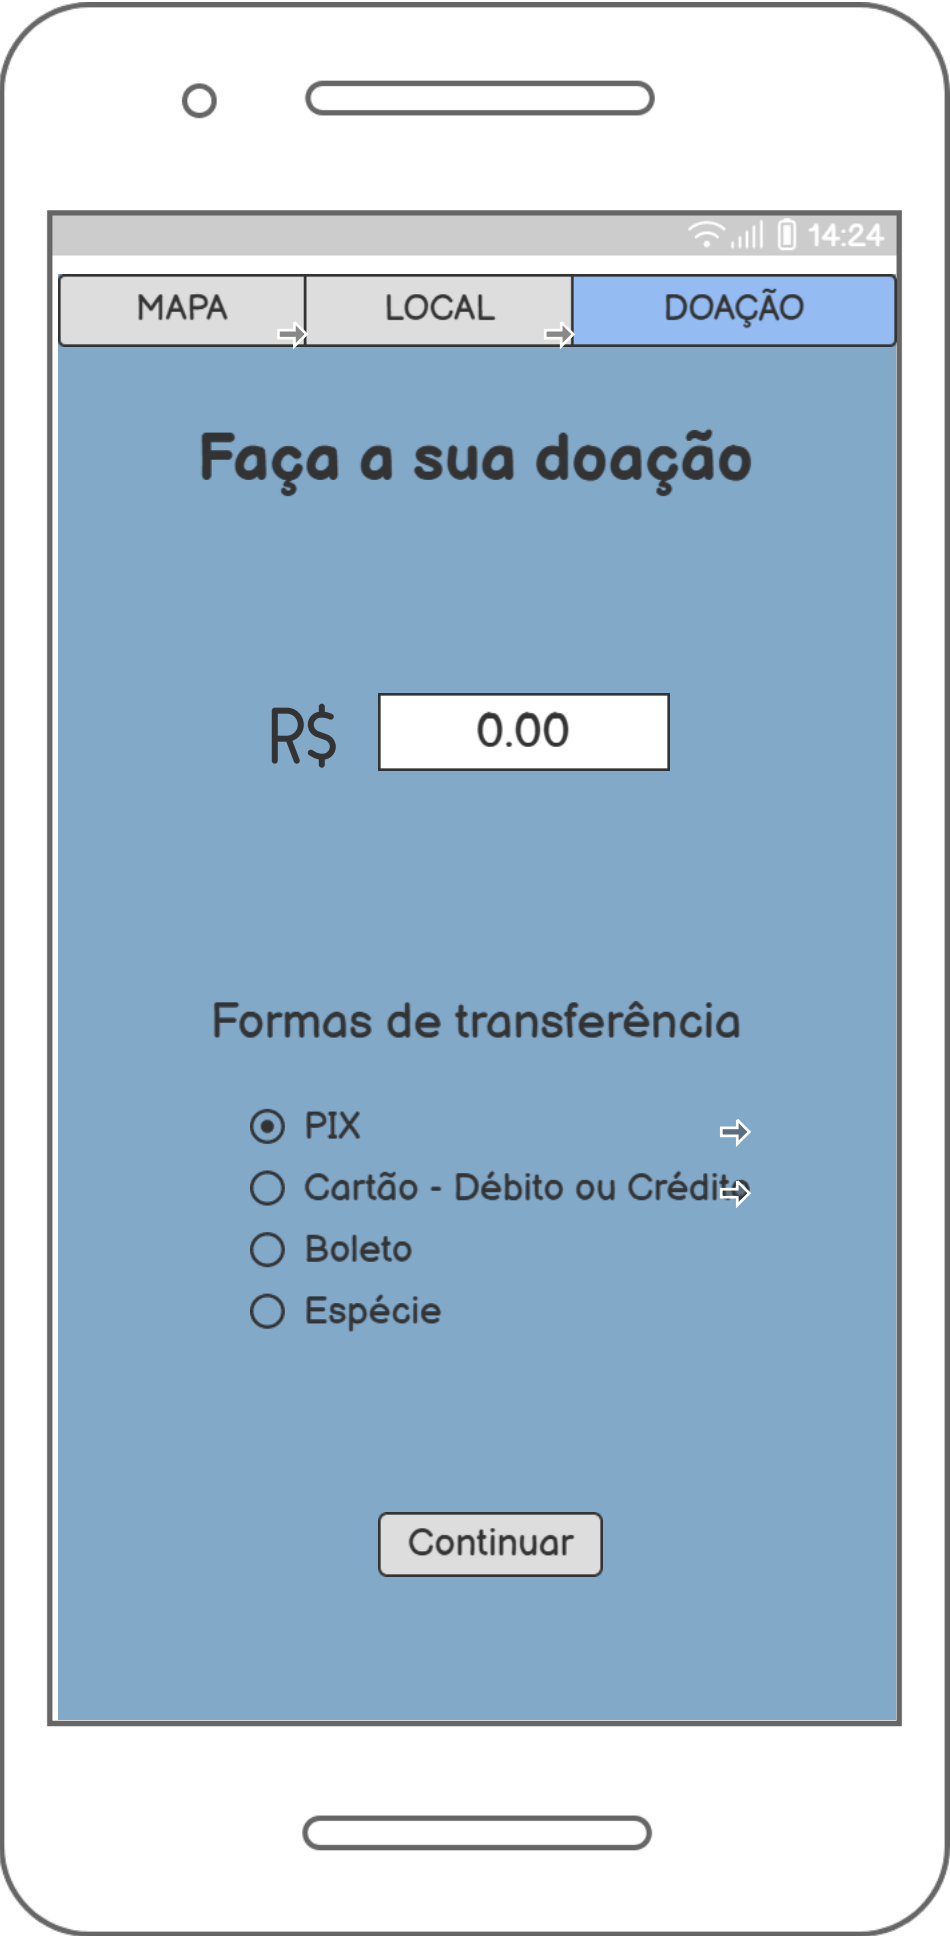 14:24
MAPA LOCAL DOAÇÃO
Faça a sua doação
R$ 0.00
Formas de transferência
PIX
Cartão - Débito ou Crédito
Boleto
Espécie
Continuar